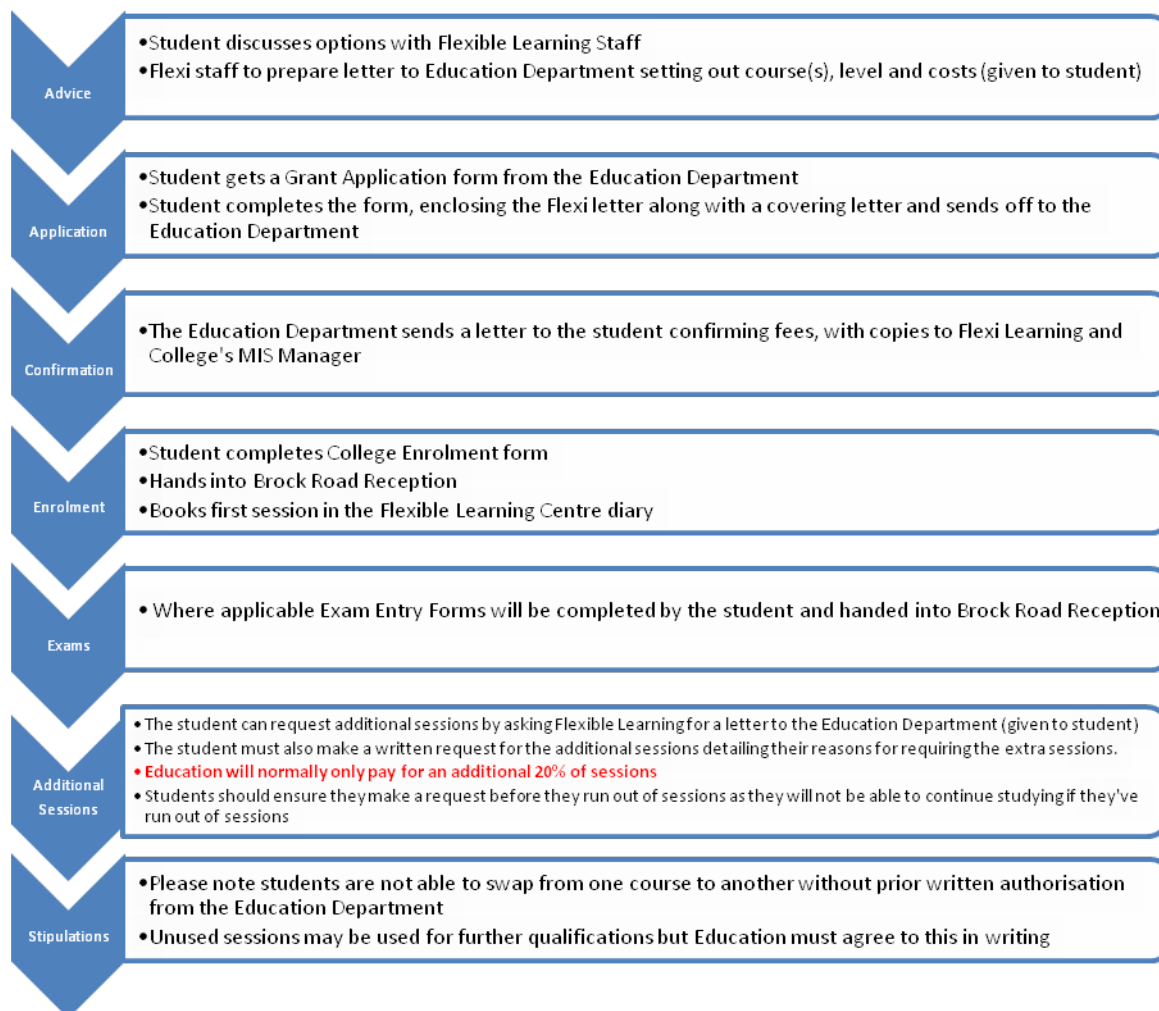 Advice
•Student discusses options with Flexible Learning Staff
•Flexi staff to prepare letter to Education Department setting out course(s), level and costs (given to student)
Application
•Student gets a Grant Application form from the Education Department
•Student completes the form, enclosing the Flexi letter along with a covering letter and sends off to the
Education Department
Confirmation
•The Education Department sends a letter to the student confirming fees, with copies to Flexi Learning and
College's MIS Manager
Enrolment
•Student completes College Enrolment form
•Hands into Brock Road Reception
•Books first session in the Flexible Learning Centre diary
Exams
• Where applicable Exam Entry Forms will be completed by the student and handed into Brock Road Reception
Additional
Sessions
• The student can request additional sessions by asking Flexible Learning for a letter to the Education Department (given to student)
• The student must also make a written request for the additional sessions detailing their reasons for requiring the extra sessions.
• Education will normally only pay for an additional 20% of sessions
• Students should ensure they make a request before they run out of sessions as they will not be able to continue studying if they've
run out of sessions
Stipulations
•Please note students are not able to swap from one course to another without prior written authorisation
from the Education Department
•Unused sessions may be used for further qualifications but Education must agree to this in writing